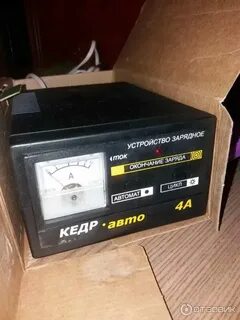 УСТРОЙСТВО ЗАРЯДНОЕ
ТОК
ОКОНЧАНИЕ ЗАРЯДА
A
АВТОМАТ
ЦИКЛ
КЕДР·авто
4А
ОТЗОВИК